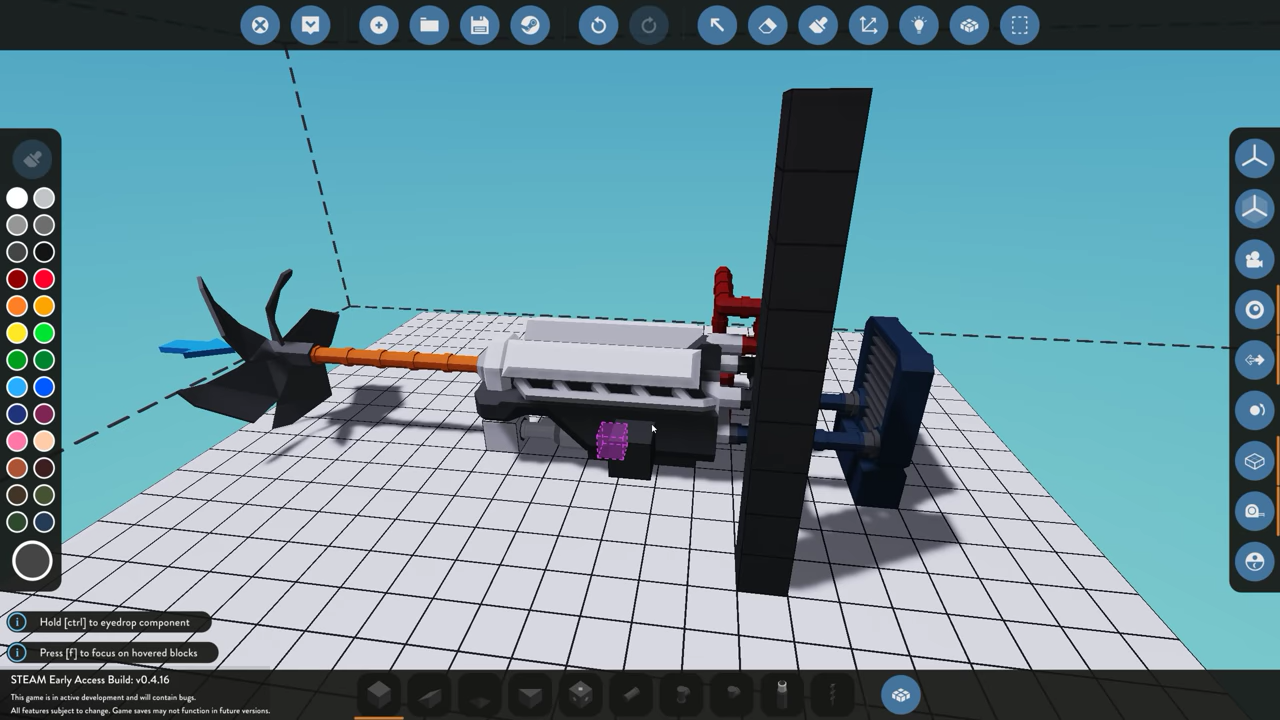 Hold [ctrl] to eyedrop component
Press [f] to focus on hovered blocks
STEAM Early Access Build: v0.4.16
This game is in active development and will contain bugs.
All features subject to change. Game saves may not function in future versions.